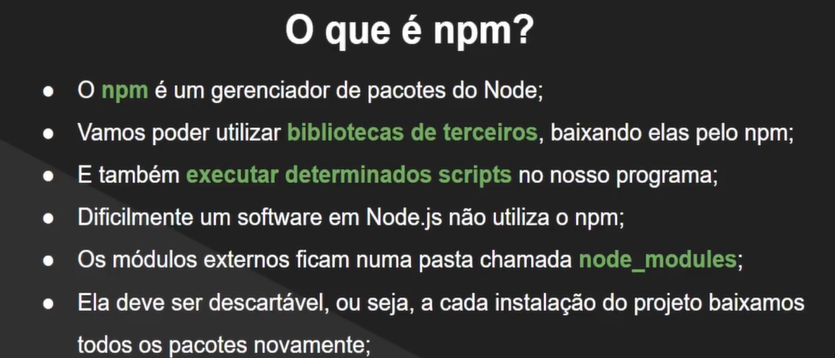 O que é npm?
● O npm é um gerenciador de pacotes do Node;
● Vamos poder utilizar bibliotecas de terceiros, baixando elas pelo npm;
● E também executar determinados scripts no nosso programa;
● Dificilmente um software em Node.js não utiliza o npm;
● Os módulos externos ficam numa pasta chamada node_modules;
● Ela deve ser descartável, ou seja, a cada instalação do projeto baixamos
todos os pacotes novamente;